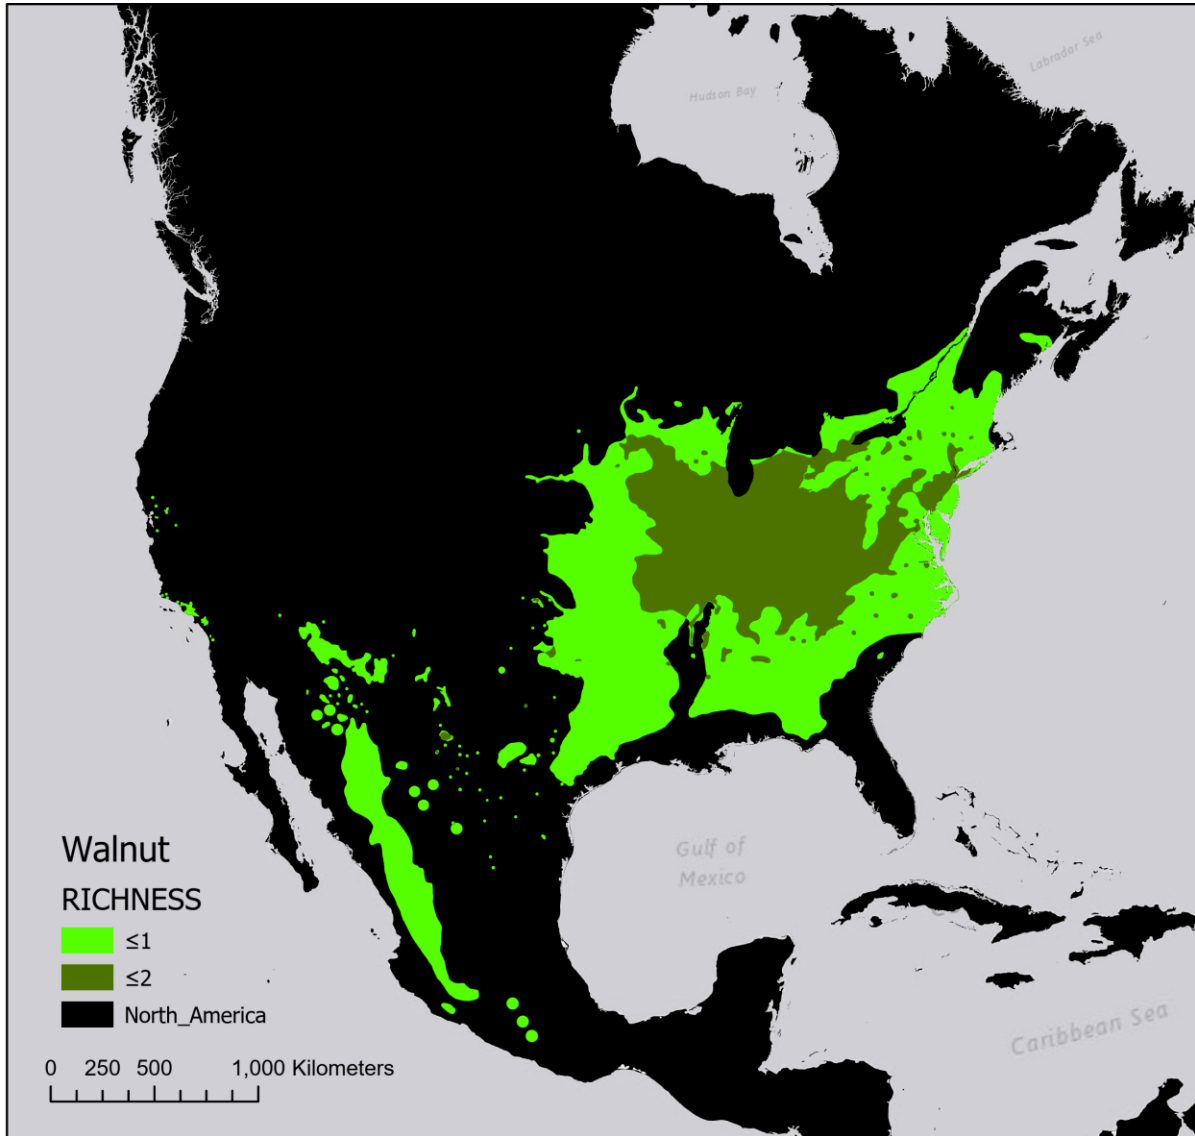 Labrador Sea
Hudson Bay
Gulf of
Mexico
Caribbean Sea
Walnut
RICHNESS
≤1
≤2
North_America
0 250 500 1,000 Kilometers